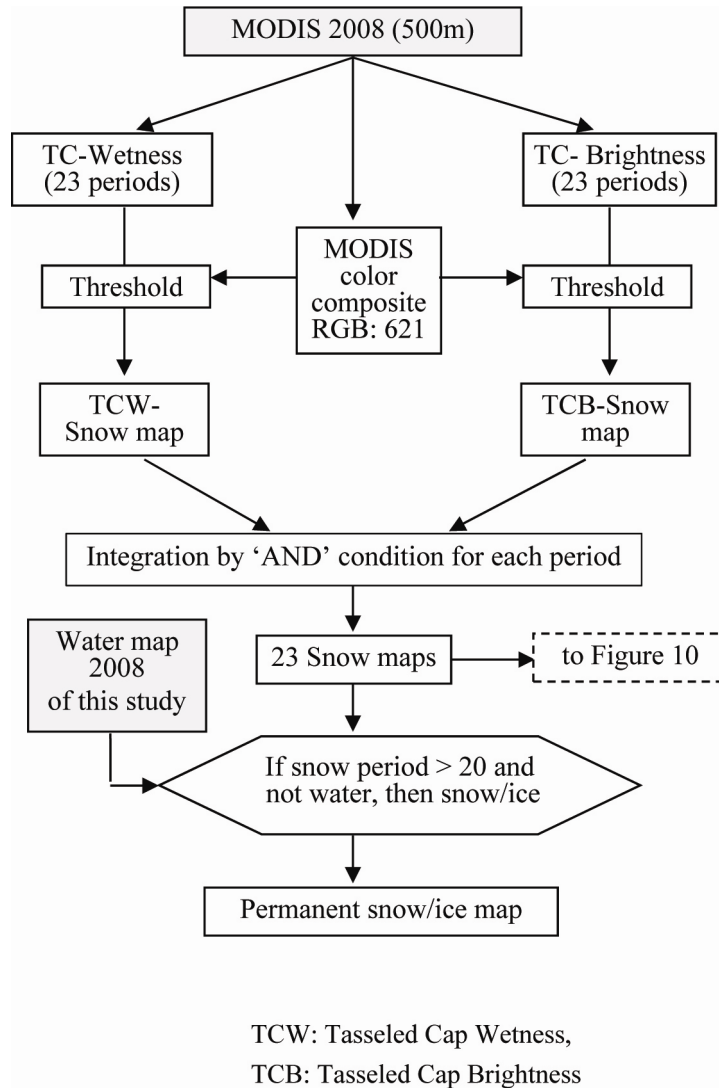 MODIS 2008 (500m)
TC-Wetness
(23 periods)
TC- Brightness
(23 periods)
MODIS
color
composite
RGB: 621
Threshold
Threshold
TCW-
Snow map
TCB-Snow
map
Integration by ‘AND’ condition for each period
Water map
2008
of this study
23 Snow maps
to Figure 10
If snow period > 20 and
not water, then snow/ice
Permanent snow/ice map
TCW: Tasseled Cap Wetness,
TCB: Tasseled Cap Brightness